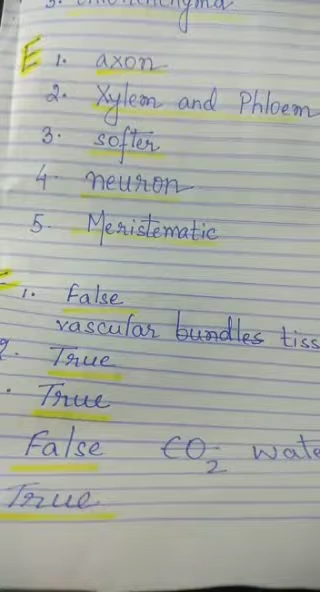 E 1. axon
2. Xylem and Phloem
3. softer
4. neuron
5. Meristematic
1. False
vascular bundles tiss
2. True
. True
False CO2 wate
True